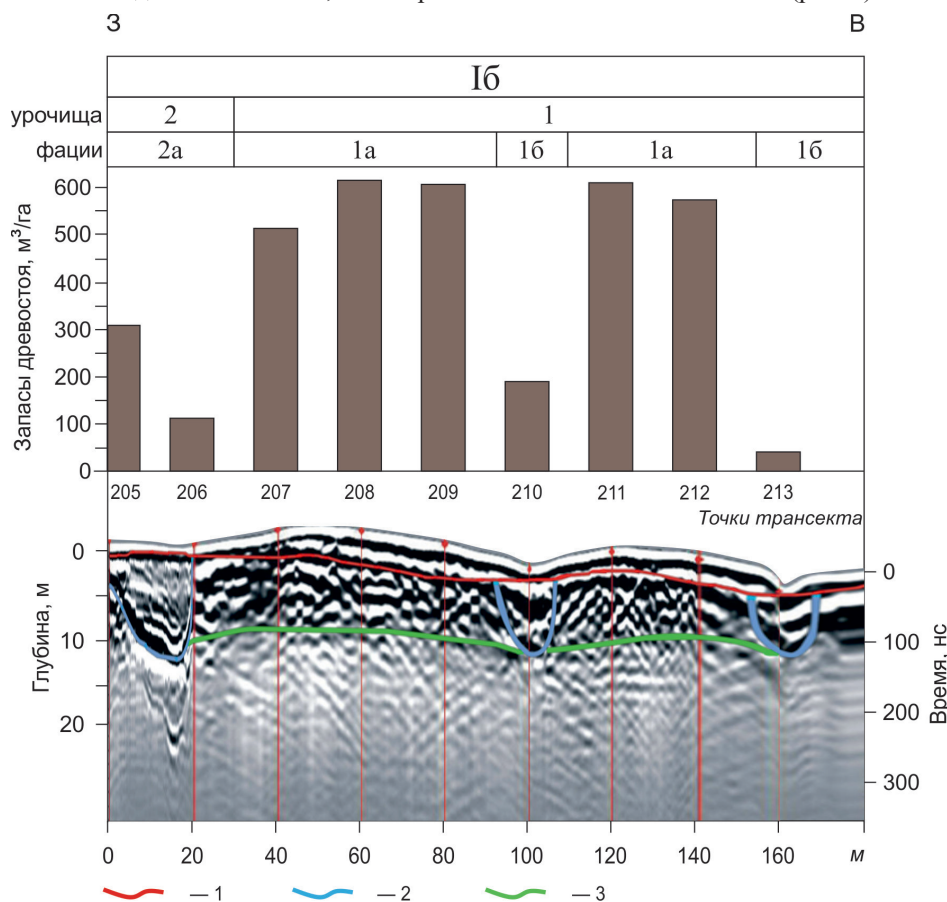 З В
Iб
урочища 2 1
фации 2а 1а 1б 1а 1б
Запасы древостоя, м³/га
600
500
400
300
200
100
0
205 206 207 208 209 210 211 212 213
Точки трансекта
Глубина, м
0
10
20
Время, нс
0
100
200
300
0 20 40 60 80 100 120 140 160 м
— 1 — 2 — 3